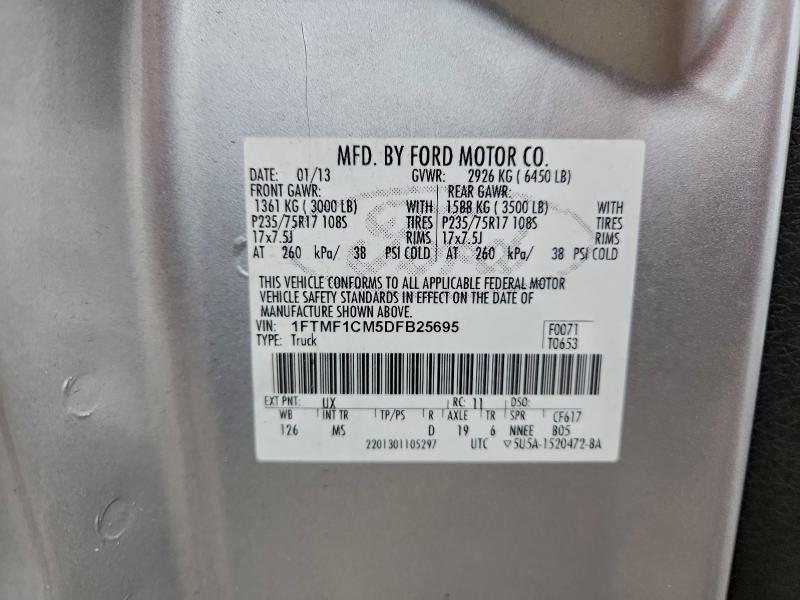 MFD. BY FORD MOTOR CO.
DATE: 01/13 GVWR: 2926 KG ( 6450 LB)
FRONT GAWR: REAR GAWR:
1361 KG ( 3000 LB) WITH 1588 KG ( 3500 LB) WITH
P235/75R17 108S TIRES P235/75R17 108S TIRES
17x7.5J RIMS 17x7.5J RIMS
AT 260 kPa/ 38 PSI COLD AT 260 kPa/ 38 PSI COLD
THIS VEHICLE CONFORMS TO ALL APPLICABLE FEDERAL MOTOR
VEHICLE SAFETY STANDARDS IN EFFECT ON THE DATE OF
MANUFACTURE SHOWN ABOVE.
VIN: 1FTMF1CM5DFB25695 F0071
TYPE: Truck T0653
EXT PNT: UX RC: 11 DSO:
WB INT TR TP/PS R AXLE TR SPR CF617
126 MS D 19 6 NNEE B05
2201301105297 UTC ▽5U5A-1520472-BA
Ford